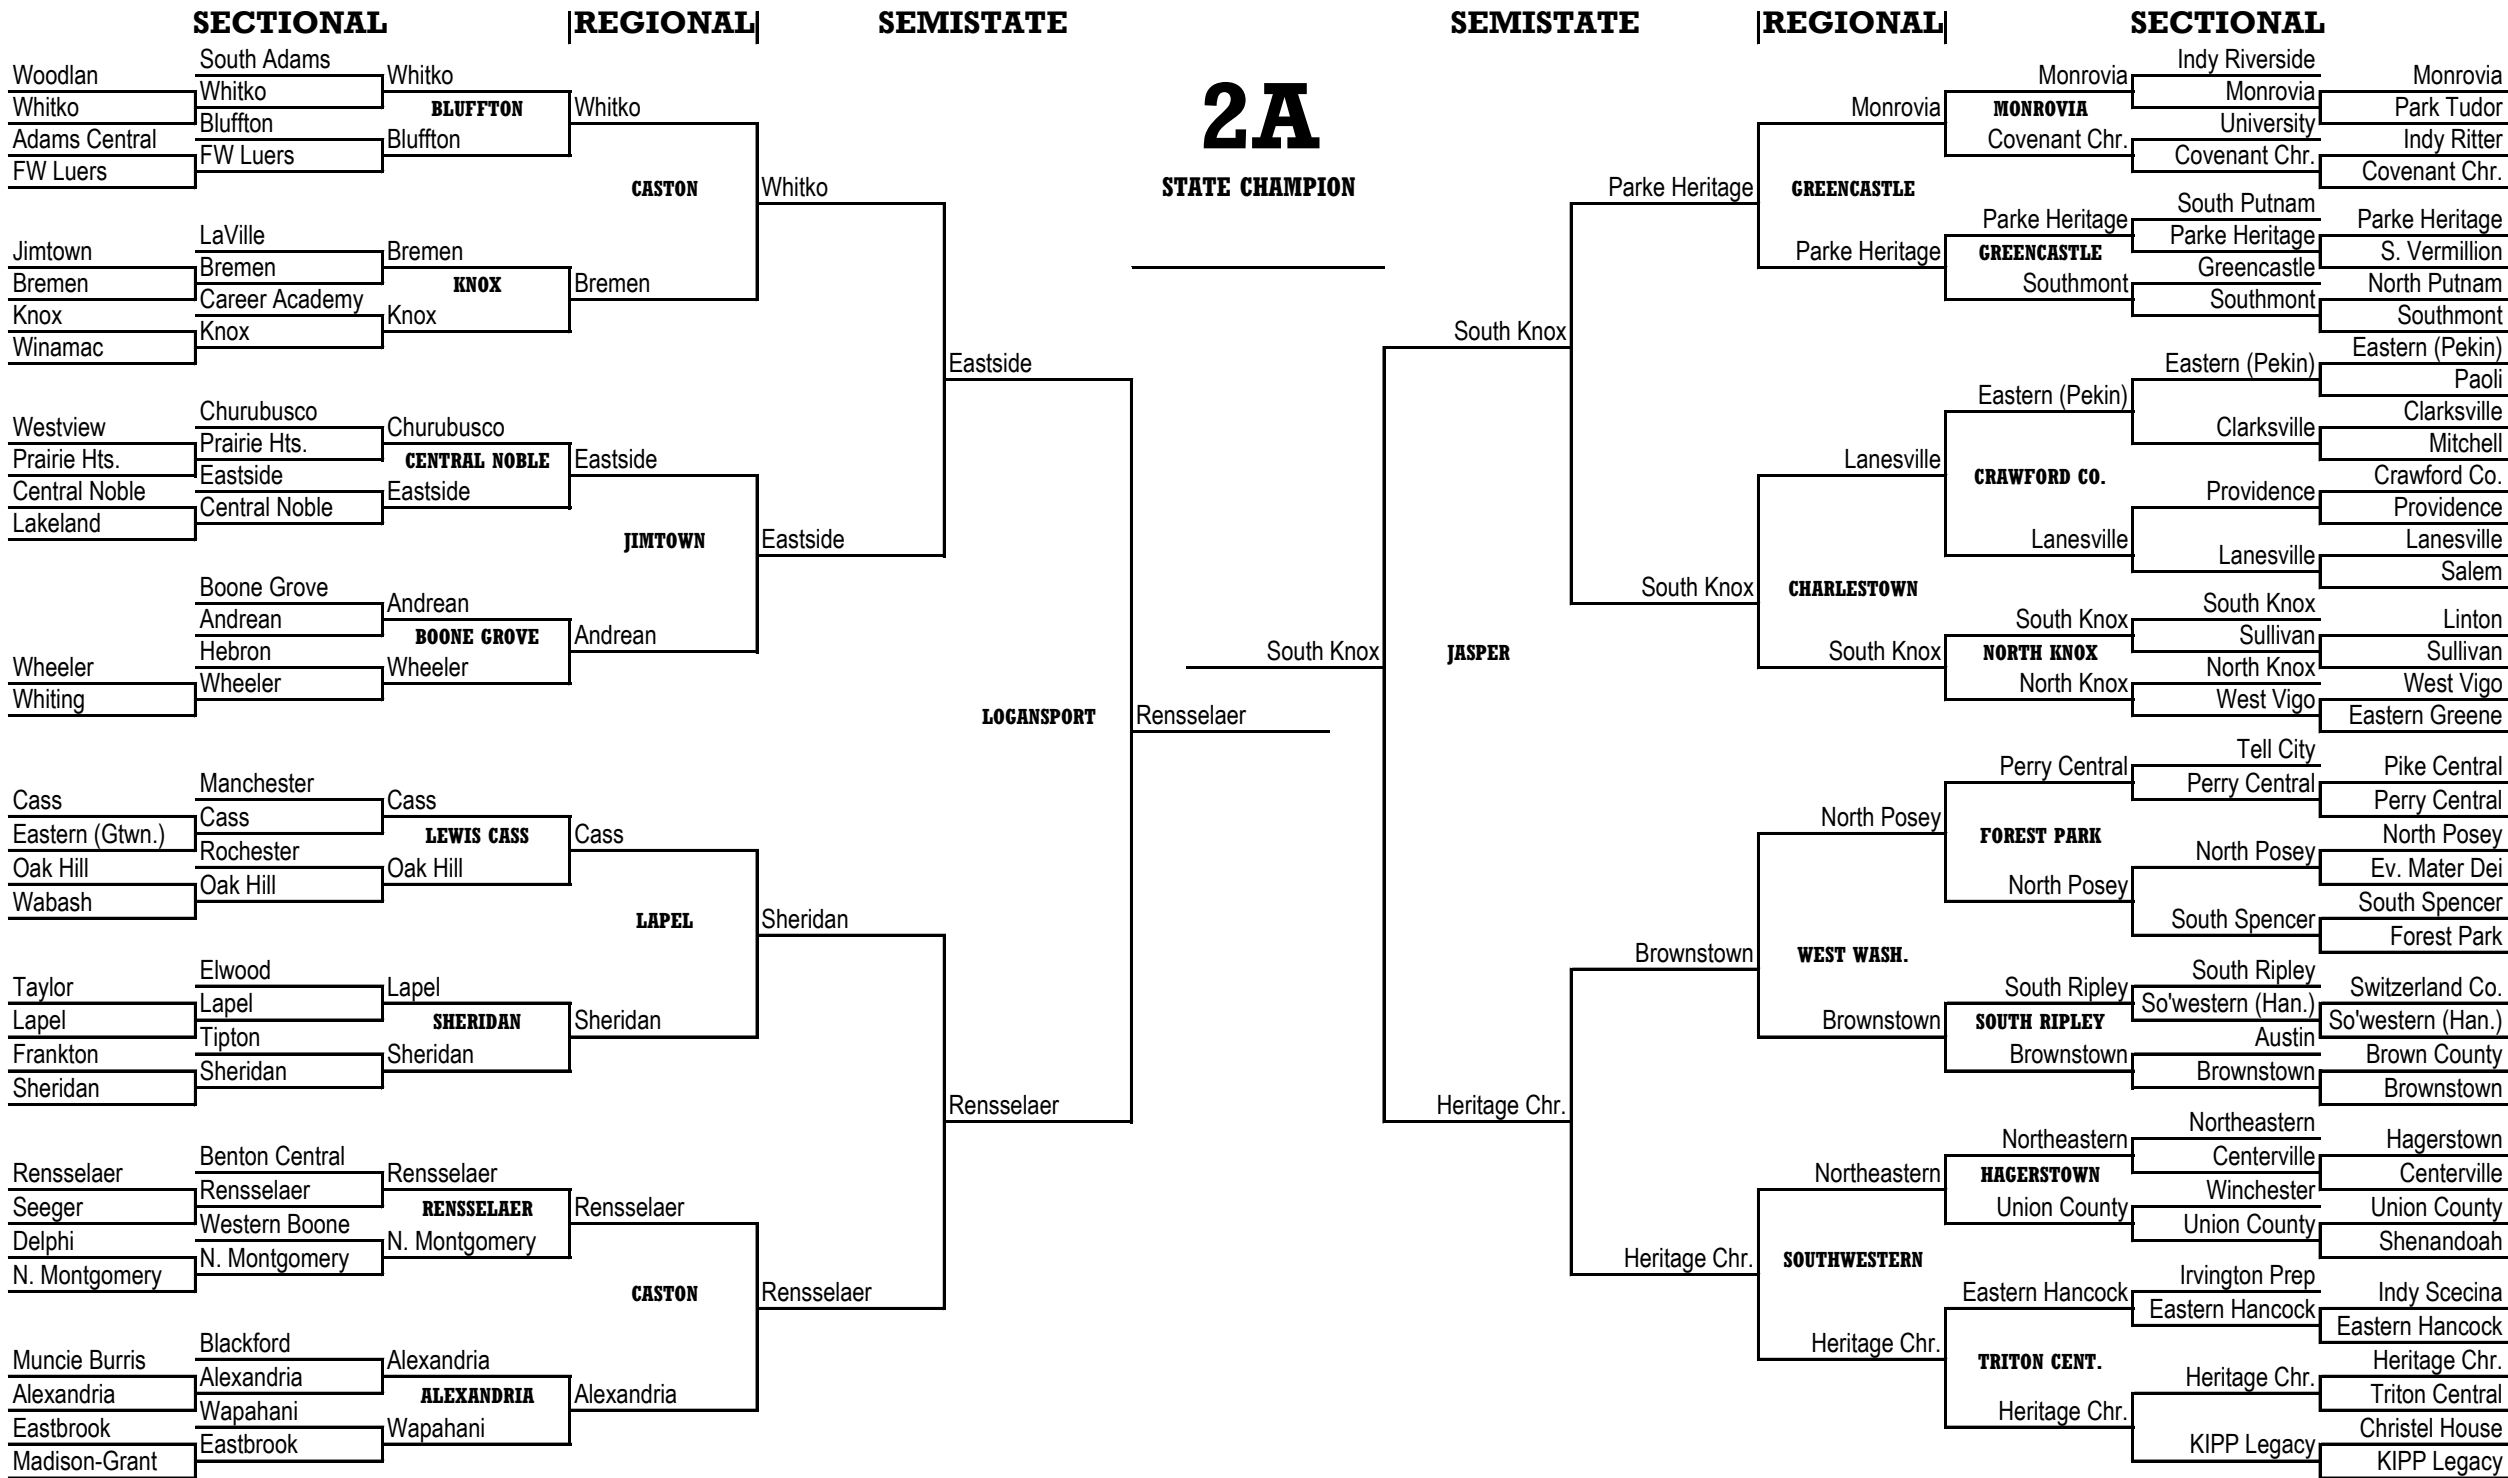 SECTIONAL REGIONAL SEMISTATE SEMISTATE REGIONAL SECTIONAL
2A
STATE CHAMPION
Woodlan
Whitko
Adams Central
FW Luers
South Adams
Whitko
Bluffton
FW Luers
Whitko
BLUFFTON
Bluffton
Whitko
CASTON
Whitko
Jimtown
Bremen
Knox
Winamac
LaVille
Bremen
Career Academy
Knox
Bremen
KNOX
Knox
Bremen
Eastside
Westview
Prairie Hts.
Central Noble
Lakeland
Churubusco
Prairie Hts.
Eastside
Central Noble
Churubusco
CENTRAL NOBLE
Eastside
Eastside
JIMTOWN
Eastside
Wheeler
Whiting
Boone Grove
Andrean
Hebron
Wheeler
Andrean
BOONE GROVE
Wheeler
Andrean
LOGANSPORT
Rensselaer
Cass
Eastern (Gtwn.)
Oak Hill
Wabash
Manchester
Cass
Rochester
Oak Hill
Cass
LEWIS CASS
Oak Hill
Cass
LAPEL
Sheridan
Taylor
Lapel
Frankton
Sheridan
Elwood
Lapel
Tipton
Sheridan
Lapel
SHERIDAN
Sheridan
Sheridan
Rensselaer
Rensselaer
Seeger
Delphi
N. Montgomery
Benton Central
Rensselaer
Western Boone
N. Montgomery
Rensselaer
RENSSELAER
N. Montgomery
Rensselaer
CASTON
Rensselaer
Muncie Burris
Alexandria
Eastbrook
Madison-Grant
Blackford
Alexandria
Wapahani
Eastbrook
Alexandria
ALEXANDRIA
Wapahani
Alexandria
Monrovia
Park Tudor
Indy Ritter
Covenant Chr.
Indy Riverside
Monrovia
University
Covenant Chr.
Monrovia
MONROVIA
Covenant Chr.
Monrovia
GREENCASTLE
Parke Heritage
Parke Heritage
S. Vermillion
North Putnam
Southmont
South Putnam
Parke Heritage
Greencastle
Southmont
Parke Heritage
GREENCASTLE
Southmont
Parke Heritage
South Knox
Eastern (Pekin)
Paoli
Clarksville
Mitchell
Crawford Co.
Providence
Lanesville
Salem
Eastern (Pekin)
Clarksville
Providence
Lanesville
Eastern (Pekin)
CRAWFORD CO.
Lanesville
Lanesville
CHARLESTOWN
South Knox
Linton
Sullivan
West Vigo
Eastern Greene
South Knox
Sullivan
North Knox
West Vigo
South Knox
NORTH KNOX
North Knox
South Knox
JASPER
South Knox
Pike Central
Perry Central
North Posey
Ev. Mater Dei
South Spencer
Forest Park
Tell City
Perry Central
North Posey
South Spencer
Perry Central
FOREST PARK
North Posey
North Posey
WEST WASH.
Brownstown
Switzerland Co.
So'western (Han.)
Brown County
Brownstown
South Ripley
So'western (Han.)
Austin
Brownstown
South Ripley
SOUTH RIPLEY
Brownstown
Brownstown
Heritage Chr.
Hagerstown
Centerville
Union County
Shenandoah
Northeastern
Centerville
Winchester
Union County
Northeastern
HAGERSTOWN
Union County
Northeastern
SOUTHWESTERN
Heritage Chr.
Indy Scecina
Eastern Hancock
Heritage Chr.
Triton Central
Christel House
KIPP Legacy
Irvington Prep
Eastern Hancock
Heritage Chr.
KIPP Legacy
Eastern Hancock
TRITON CENT.
Heritage Chr.
Heritage Chr.